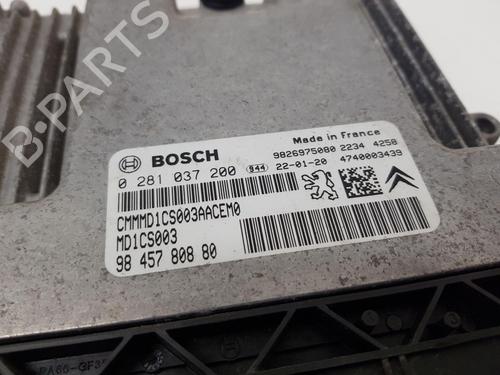 B-PARTS
Made in France
BOSCH
9826975080 2234 4258
0 281 037 200 944 22-01-20 4740003439
CMMMD1CS003AACEM0
MD1CS003
98 457 808 80